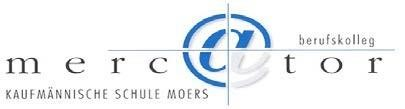 berufskolleg
merc@tor
KAUFMÄNNISCHE SCHULE MOERS